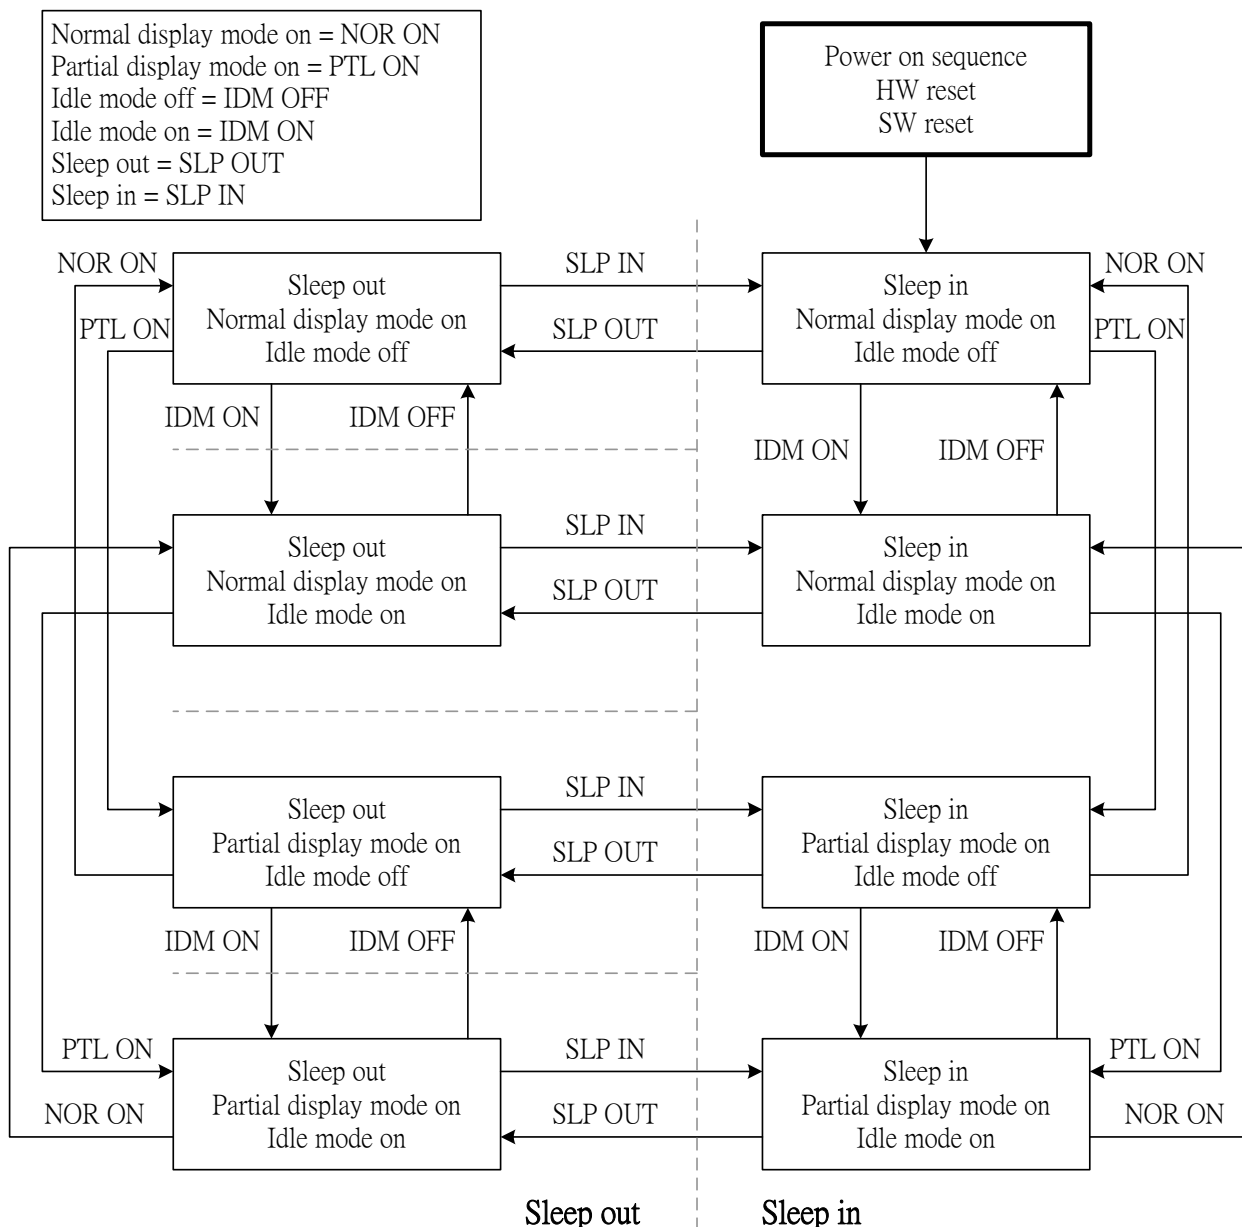 Normal display mode on = NOR ON
Partial display mode on = PTL ON
Idle mode off = IDM OFF
Idle mode on = IDM ON
Sleep out = SLP OUT
Sleep in = SLP IN
Power on sequence
HW reset
SW reset
NOR ON
PTL ON
Sleep out
Normal display mode on
Idle mode off
SLP IN
SLP OUT
Sleep in
Normal display mode on
Idle mode off
NOR ON
PTL ON
IDM ON
IDM OFF
IDM ON
IDM OFF
Sleep out
Normal display mode on
Idle mode on
SLP IN
SLP OUT
Sleep in
Normal display mode on
Idle mode on
Sleep out
Partial display mode on
Idle mode off
SLP IN
SLP OUT
Sleep in
Partial display mode on
Idle mode off
IDM ON
IDM OFF
IDM ON
IDM OFF
PTL ON
NOR ON
Sleep out
Partial display mode on
Idle mode on
SLP IN
SLP OUT
Sleep in
Partial display mode on
Idle mode on
PTL ON
NOR ON
Sleep out
Sleep in